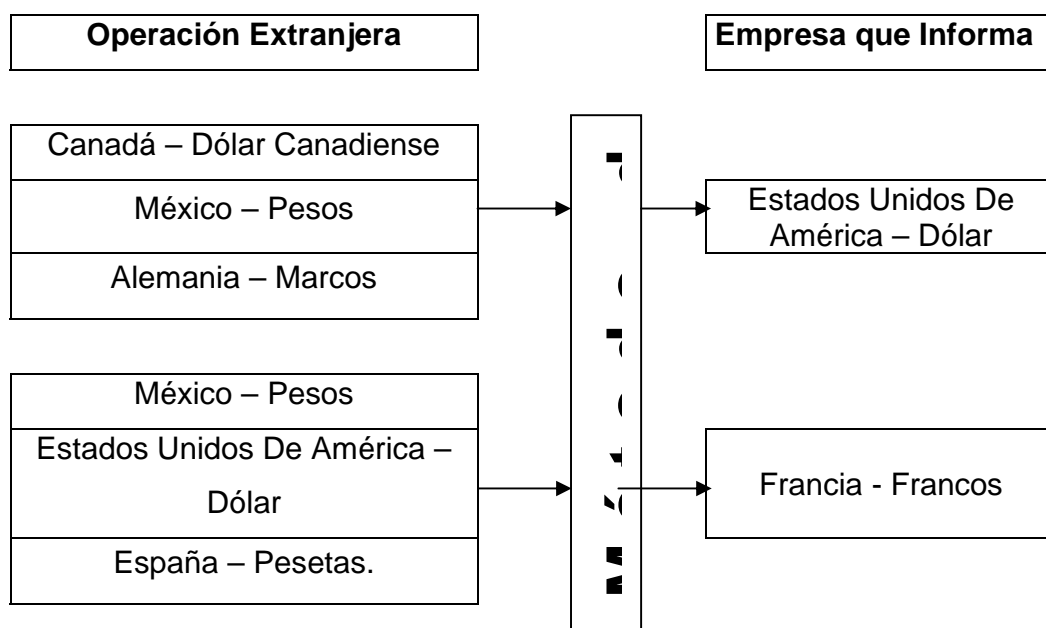 Operación Extranjera
Empresa que Informa
Canadá – Dólar Canadiense
México – Pesos
Alemania – Marcos
Estados Unidos De
América – Dólar
México – Pesos
Estados Unidos De América –
Dólar
España – Pesetas.
Francia - Francos